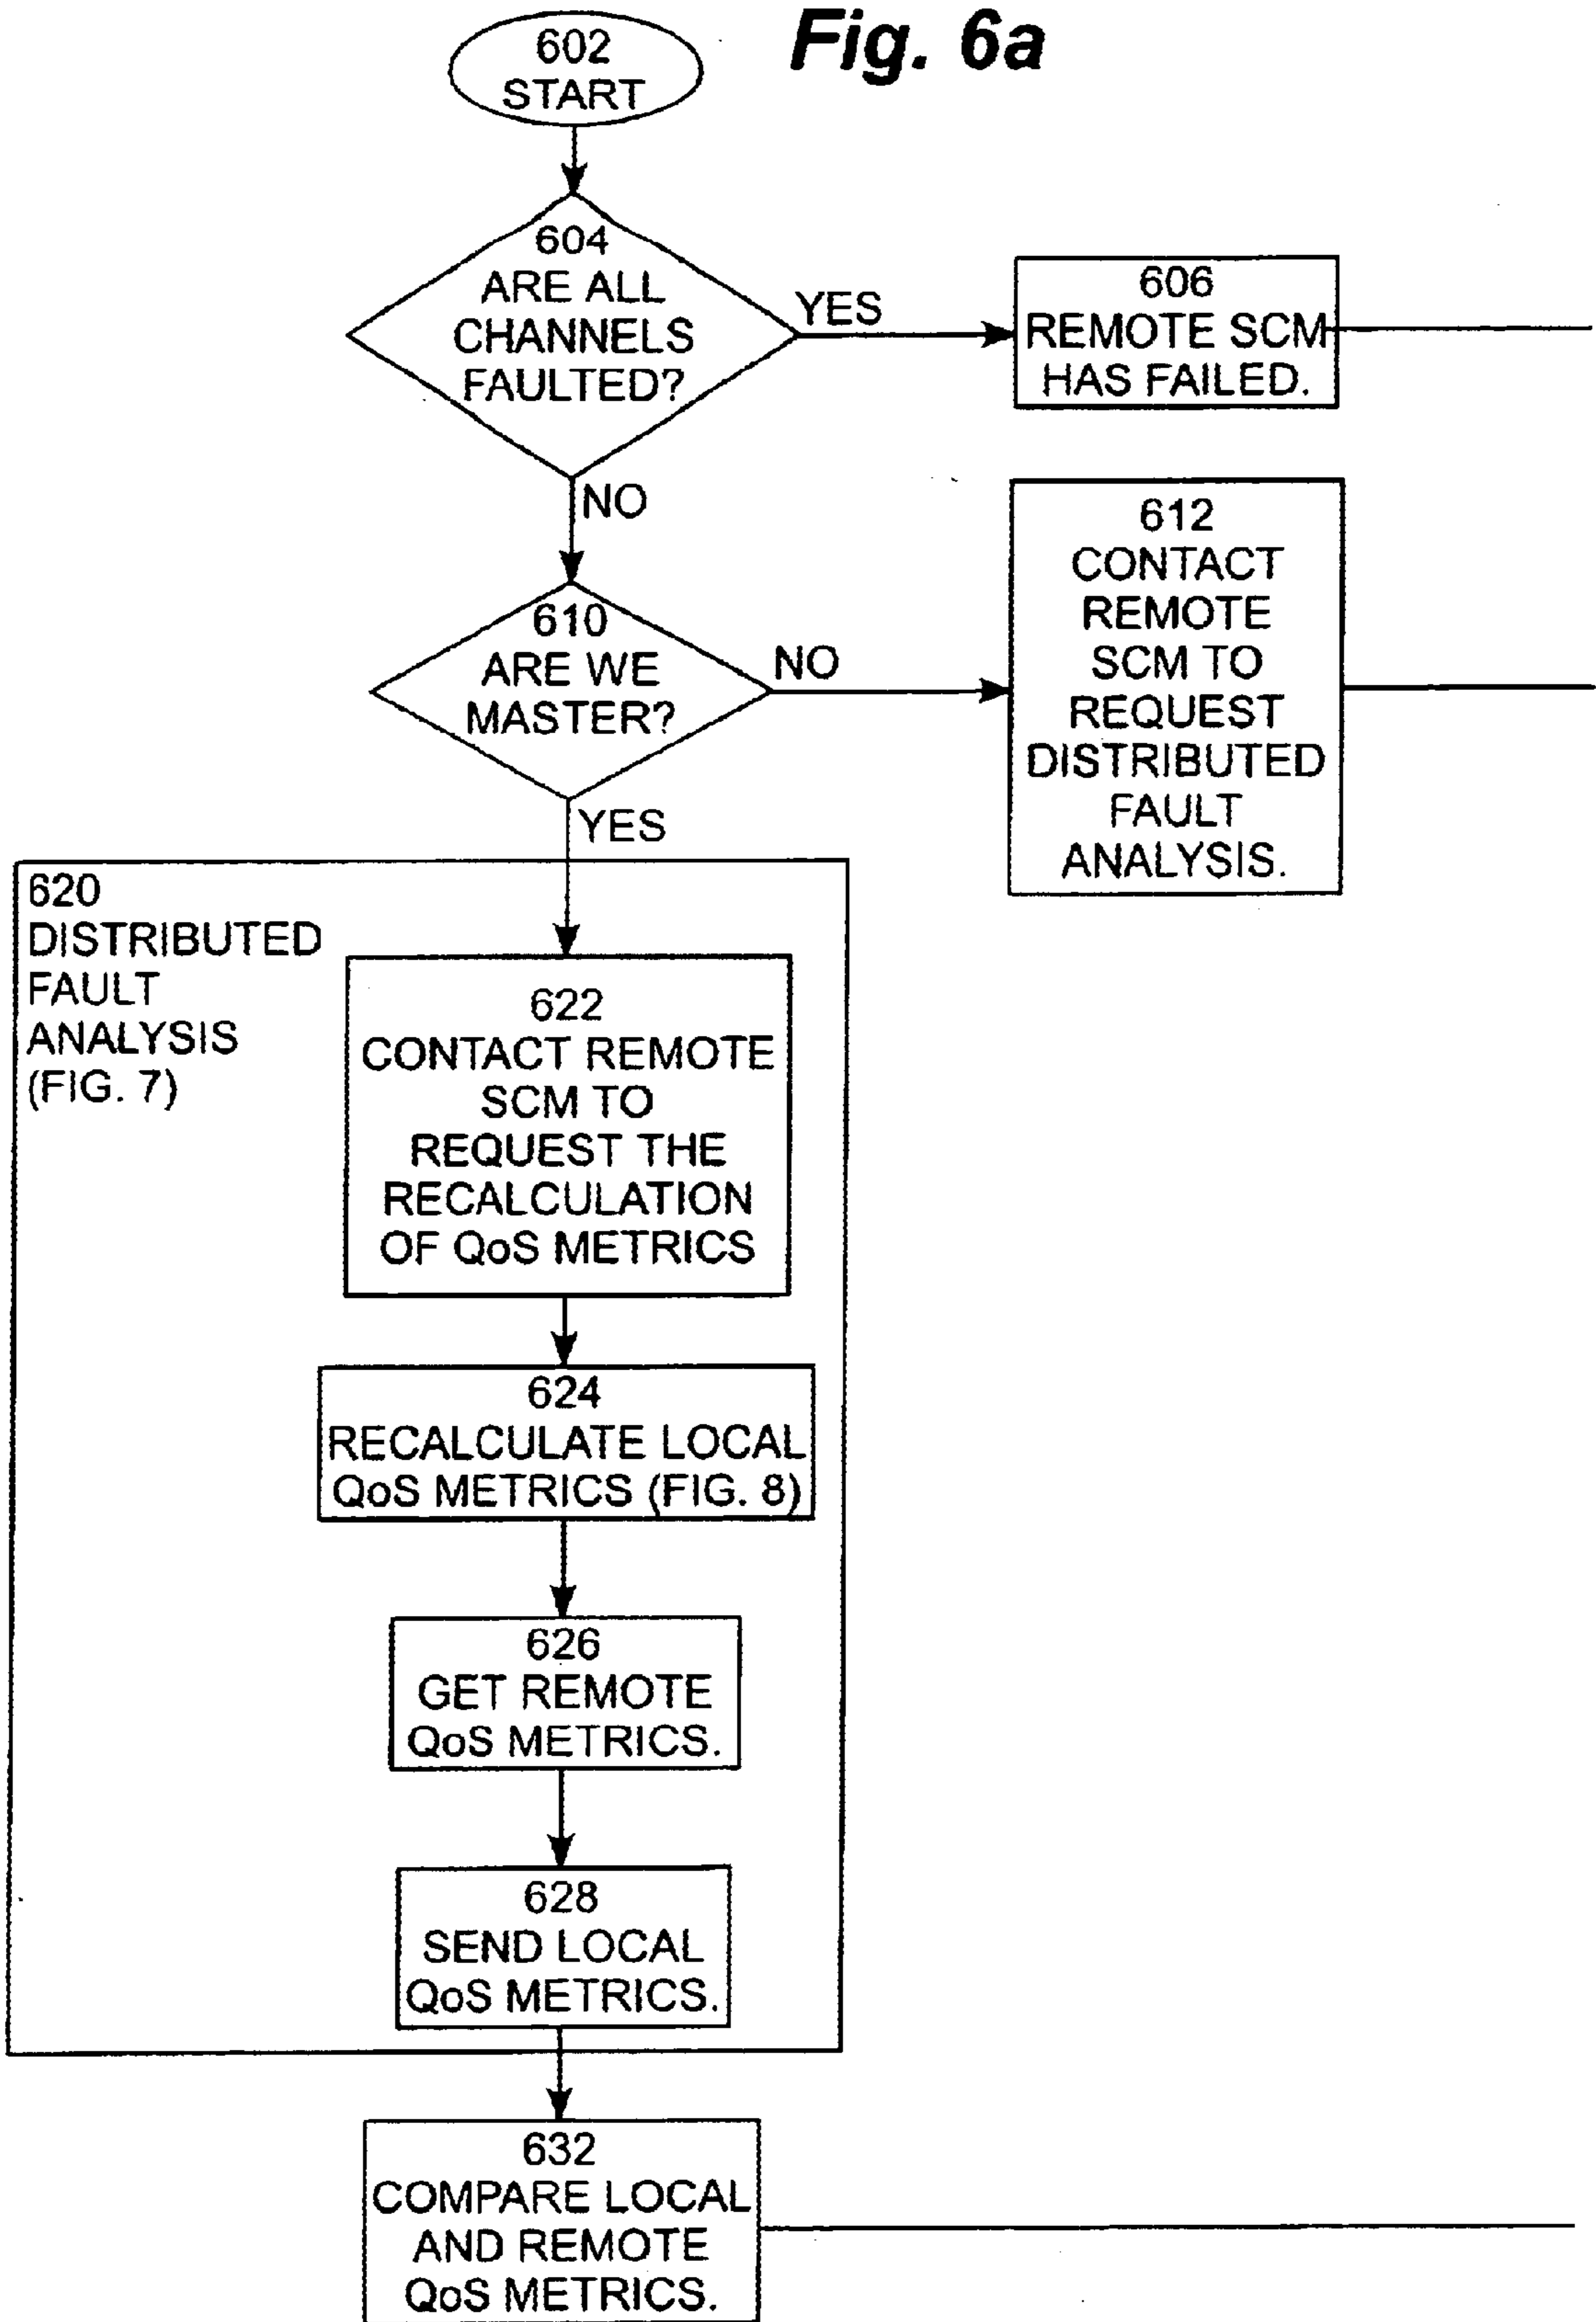 Fig. 6a
602
START
604
ARE ALL
CHANNELS
FAULTED?
YES
606
REMOTE SCM
HAS FAILED.
NO
610
ARE WE
MASTER?
NO
612
CONTACT
REMOTE
SCM TO
REQUEST
DISTRIBUTED
FAULT
ANALYSIS.
YES
620
DISTRIBUTED
FAULT
ANALYSIS
(FIG. 7)
622
CONTACT REMOTE
SCM TO
REQUEST THE
RECALCULATION
OF QoS METRICS
624
RECALCULATE LOCAL
QoS METRICS (FIG. 8)
626
GET REMOTE
QoS METRICS.
628
SEND LOCAL
QoS METRICS.
632
COMPARE LOCAL
AND REMOTE
QoS METRICS.